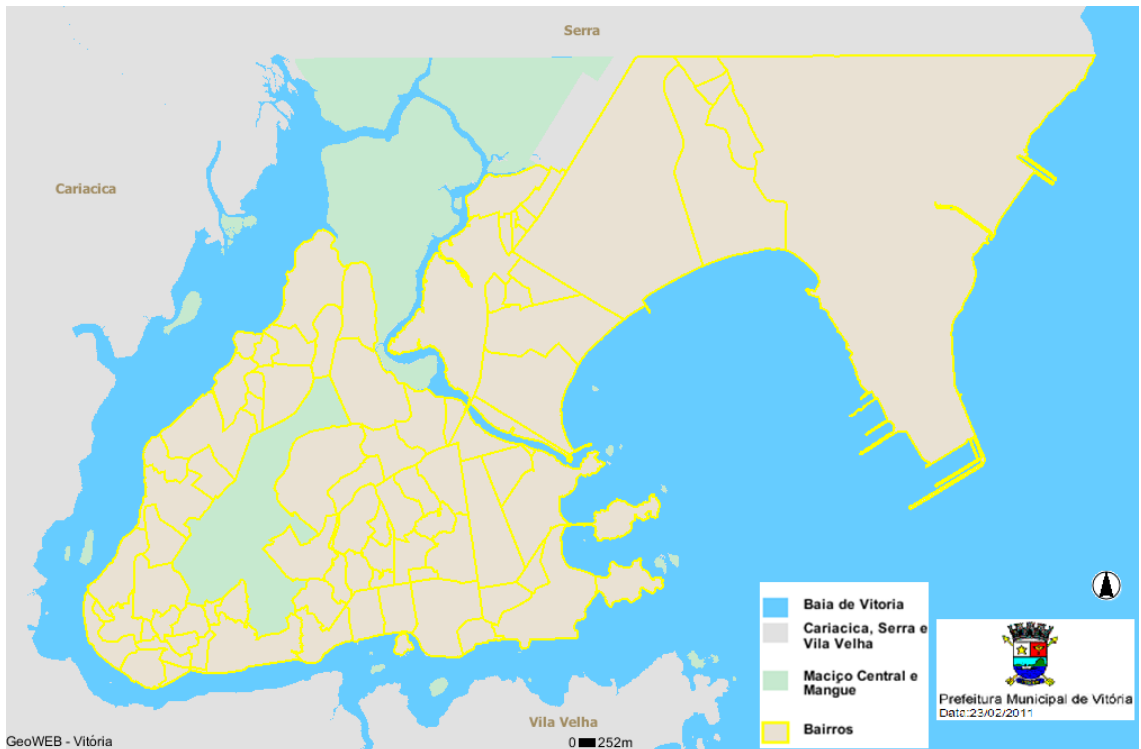 Serra
Cariacica
Baia de Vitoria
Cariacica, Serra e
Vila Velha
Maciço Central e
Mangue
Bairros
Prefeitura Municipal de Vitória
Data:23/02/2011
Vila Velha
GeoWEB - Vitória
0 252m